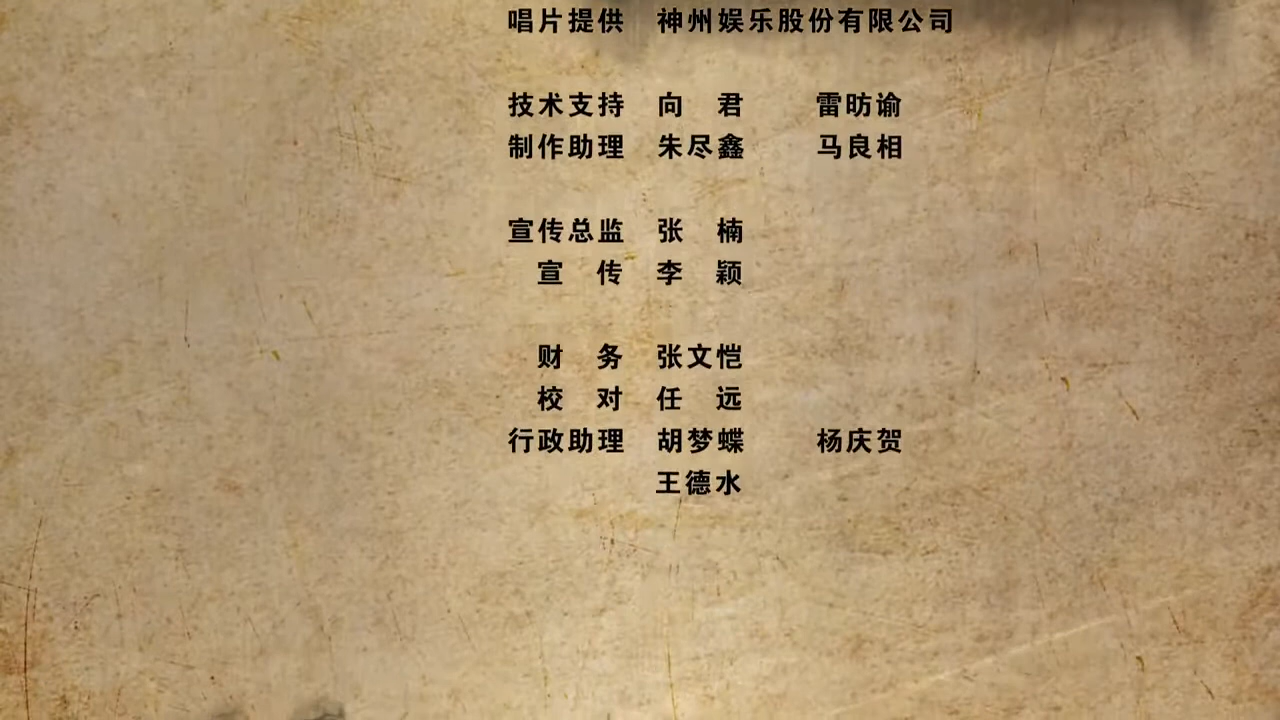 唱片提供 神州娱乐股份有限公司
技术支持 向 君 雷昉谕
制作助理 朱尽鑫 马良相
宣传总监 张 楠
宣 传 李 颖
财 务 张文恺
校 对 任 远
行政助理 胡梦蝶 杨庆贺
王德水